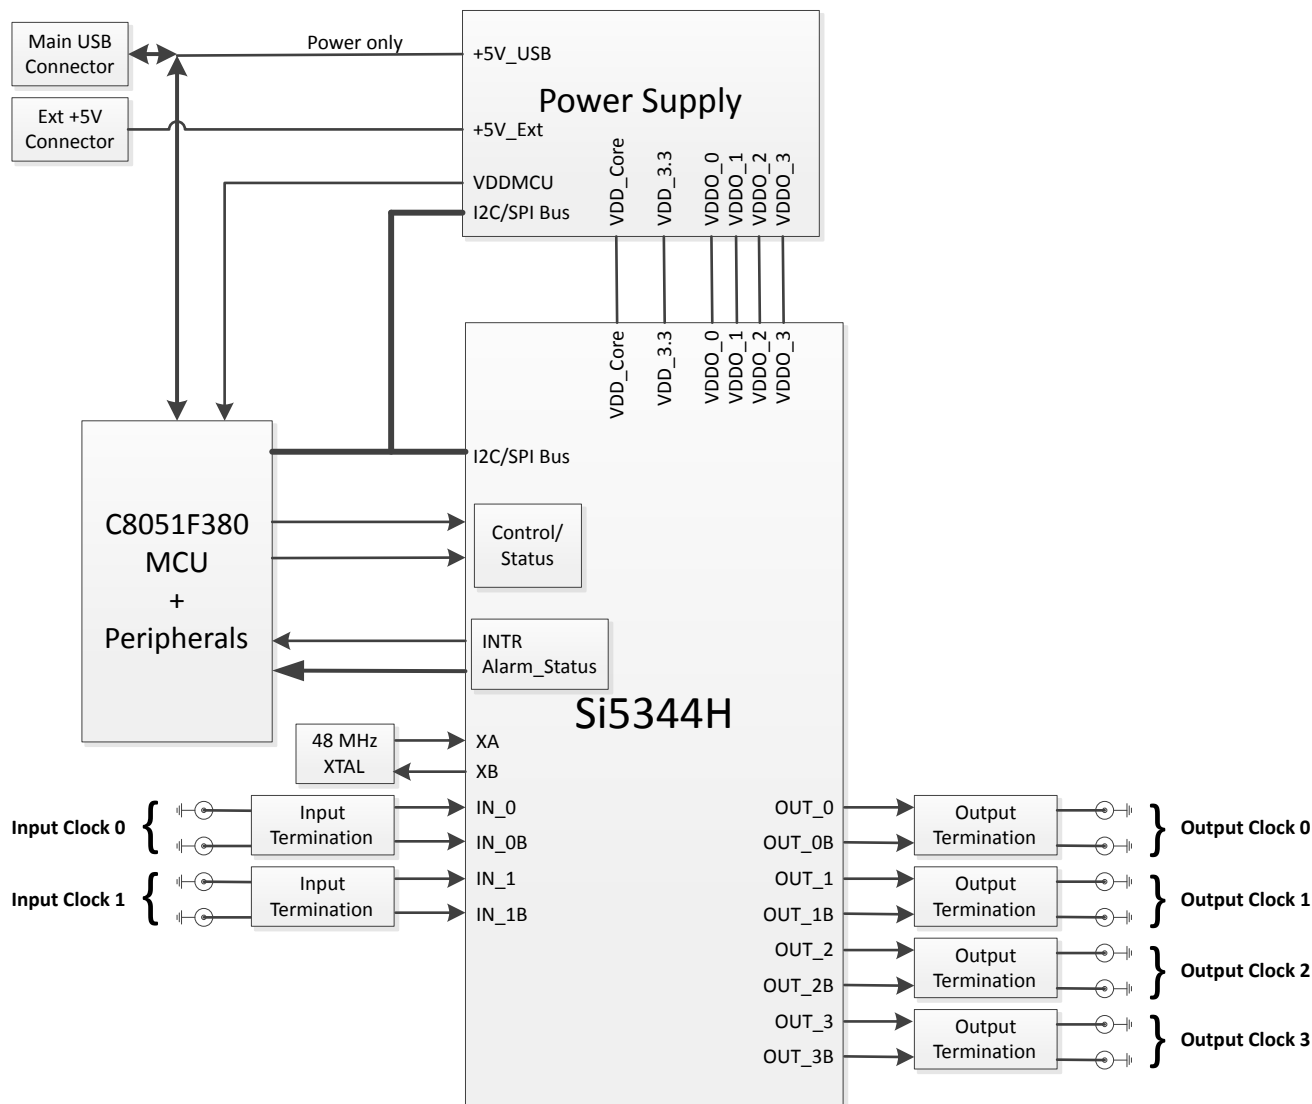 Main USB
Connector
Power only
+5V_USB
Power Supply
Ext +5V
Connector
+5V_Ext
VDDMCU
I2C/SPI Bus
VDD_Core
VDD_3.3
VDDO_0
VDDO_1
VDDO_2
VDDO_3
VDD_Core
VDD_3.3
VDDO_0
VDDO_1
VDDO_2
VDDO_3
C8051F380
MCU
+
Peripherals
I2C/SPI Bus
Control/
Status
INTR
Alarm_Status
Si5344H
48 MHz
XTAL
XA
XB
Input Clock 0
Input
Termination
IN_0
IN_0B
Input Clock 1
Input
Termination
IN_1
IN_1B
OUT_0
OUT_0B
Output
Termination
Output Clock 0
OUT_1
OUT_1B
Output
Termination
Output Clock 1
OUT_2
OUT_2B
Output
Termination
Output Clock 2
OUT_3
OUT_3B
Output
Termination
Output Clock 3